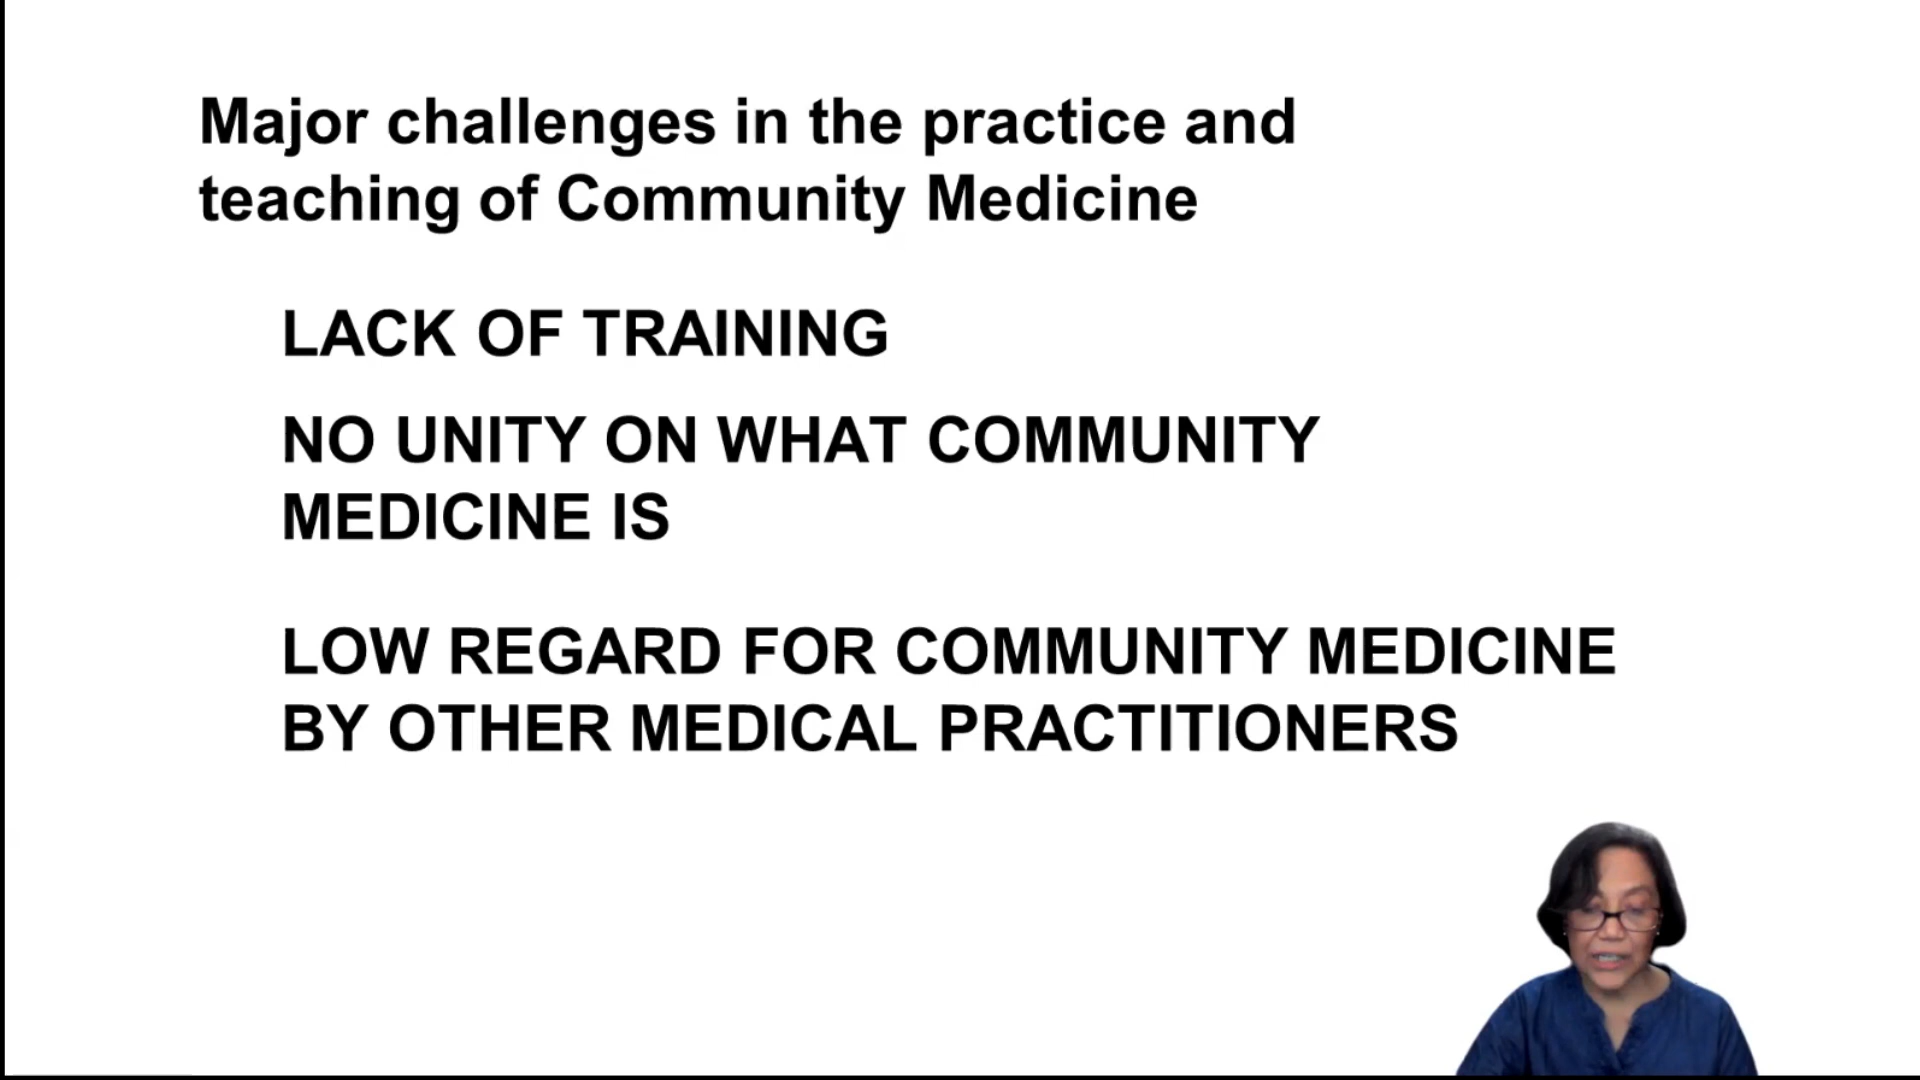 Major challenges in the practice and
teaching of Community Medicine
LACK OF TRAINING
NO UNITY ON WHAT COMMUNITY
MEDICINE IS
LOW REGARD FOR COMMUNITY MEDICINE
BY OTHER MEDICAL PRACTITIONERS